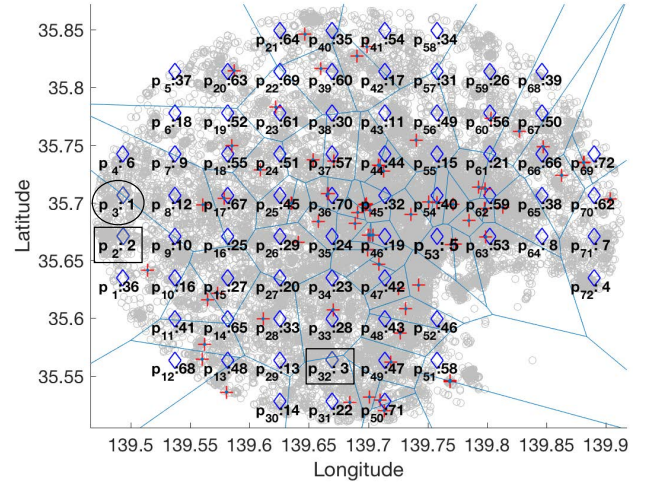 35.85
p21:64 p40:35 p41:54 p58:34
35.8
p5:37 p20:63 p22:69 p39:60 p42:17 p57:31 p59:26 p68:39
p6:18 p19:52 p23:61 p38:30 p43:11 p56:49 p60:56 p67:50
35.75
p4:6 p7:9 p18:55 p24:51 p37:57 p44:44 p55:15 p61:21 p66:66 p69:72
35.7
p3:1 p8:12 p17:67 p25:45 p36:70 p45:32 p54:40 p62:59 p65:38 p70:62
p2:2 p9:10 p16:25 p26:29 p35:24 p46:19 p53:5 p63:53 p64:8 p71:7
35.65
p1:36 p10:16 p15:27 p27:20 p34:23 p47:42 p72:4
35.6
p11:41 p14:65 p28:33 p33:28 p48:43 p52:46
p12:68 p13:48 p29:13 p32:3 p49:47 p51:58
35.55
p30:14 p31:22 p50:71
139.5 139.55 139.6 139.65 139.7 139.75 139.8 139.85 139.9
Longitude
Latitude